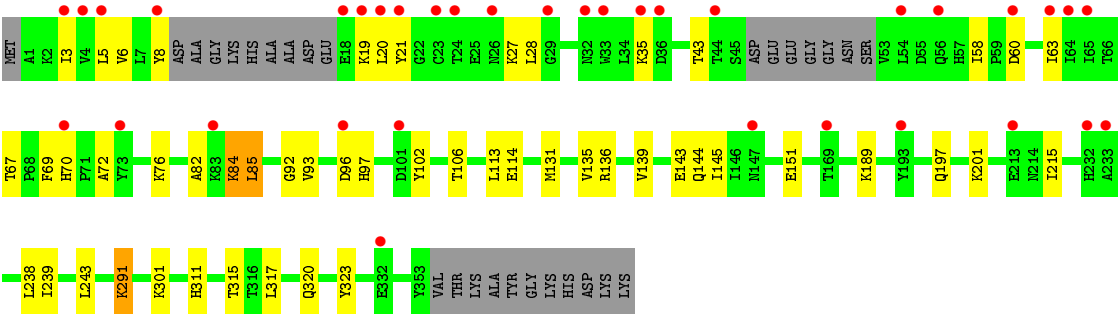 MET A1 K2 I3 V4 L5 V6 L7 Y8 ASP ALA GLY LYS HIS ALA ALA ASP GLU E18 K19 L20 Y21 G22 C23 T24 E25 N26 K27 L28 G29 N32 W33 L34 K35 D36 T43 T44 S45 ASP GLU GLU GLY GLY ASN SER V53 L54 D55 Q56 H57 I58 P59 D60 I63 I64 I65 T66
T67 P68 F69 H70 P71 A72 Y73 K76 A82 K83 K84 L85 G92 V93 D96 H97 D101 Y102 T106 L113 E114 M131 V135 R136 V139 E143 Q144 I145 I146 N147 E151 T169 K189 Y193 Q197 K201 E213 N214 I215 H232 A233
L238 I239 L243 K291 K301 H311 T315 T316 L317 Q320 Y323 E332 Y353 VAL THR LYS ALA TYR GLY LYS HIS ASP LYS LYS